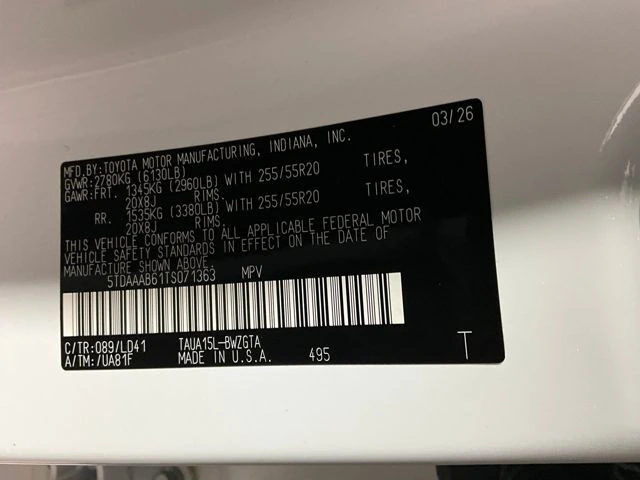 03/26
MFD.BY:TOYOTA MOTOR MANUFACTURING, INDIANA, INC.
GVWR:2780KG (6130LB)
GAWR:FRT. 1345KG (2960LB) WITH 255/55R20 TIRES,
20X8J RIMS.
RR. 1535KG (3380LB) WITH 255/55R20 TIRES,
20X8J RIMS.
THIS VEHICLE CONFORMS TO ALL APPLICABLE FEDERAL MOTOR
VEHICLE SAFETY STANDARDS IN EFFECT ON THE DATE OF
MANUFACTURE SHOWN ABOVE.
5TDAAAB61TS071363 MPV
C/TR:089/LD41 TAUA15L-BWZGTA
A/TM:/UA81F MADE IN U.S.A. 495 T